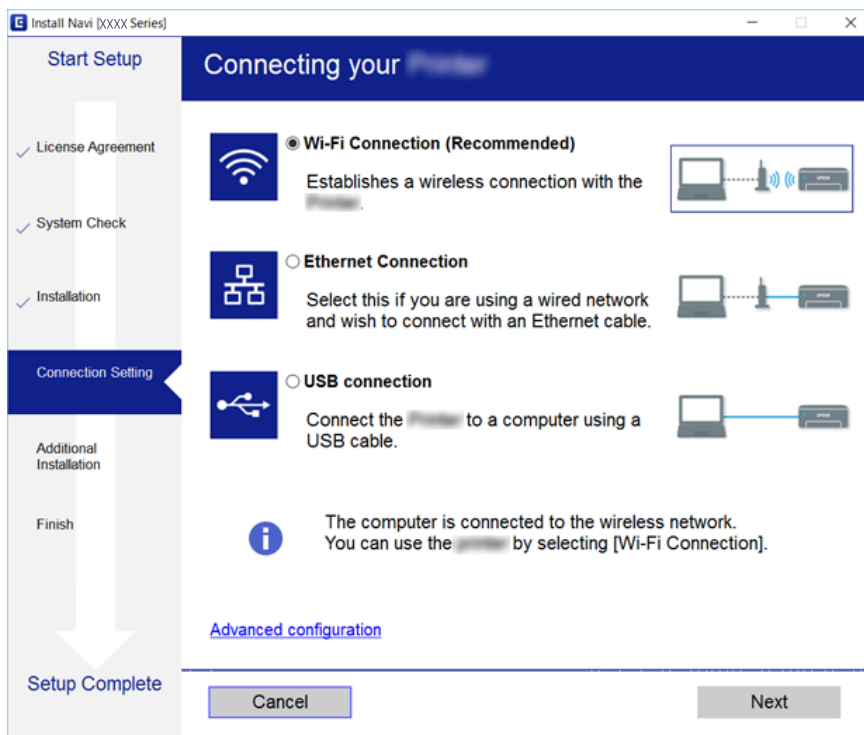 Install Navi [XXXX Series]
Start Setup
License Agreement
System Check
Installation
Connection Setting
Additional
Installation
Finish
Setup Complete
Connecting your
Wi-Fi Connection (Recommended)
Establishes a wireless connection with the
.
Ethernet Connection
Select this if you are using a wired network
and wish to connect with an Ethernet cable.
USB connection
Connect the to a computer using a
USB cable.
The computer is connected to the wireless network.
You can use the by selecting [Wi-Fi Connection].
Advanced configuration
Cancel
Next